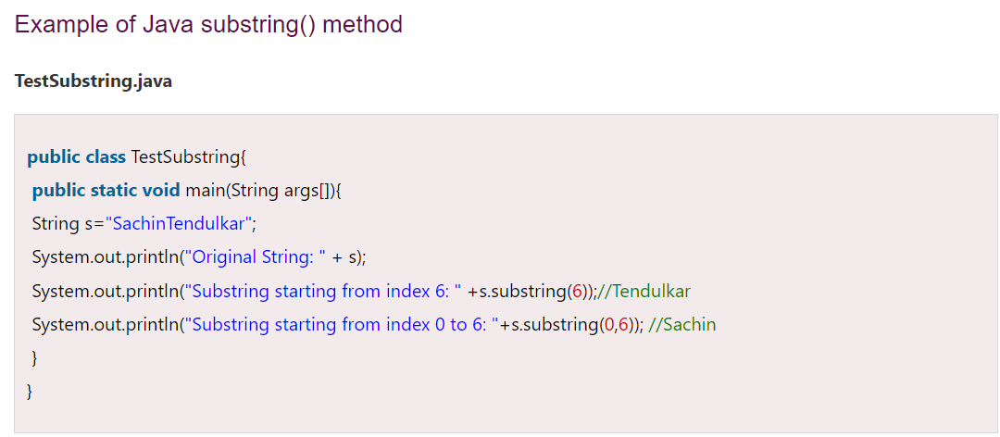 Example of Java substring() method
TestSubstring.java
public class TestSubstring{
public static void main(String args[]){
String s="SachinTendulkar";
System.out.println("Original String: " + s);
System.out.println("Substring starting from index 6: " +s.substring(6));//Tendulkar
System.out.println("Substring starting from index 0 to 6: "+s.substring(0,6)); //Sachin
}
}